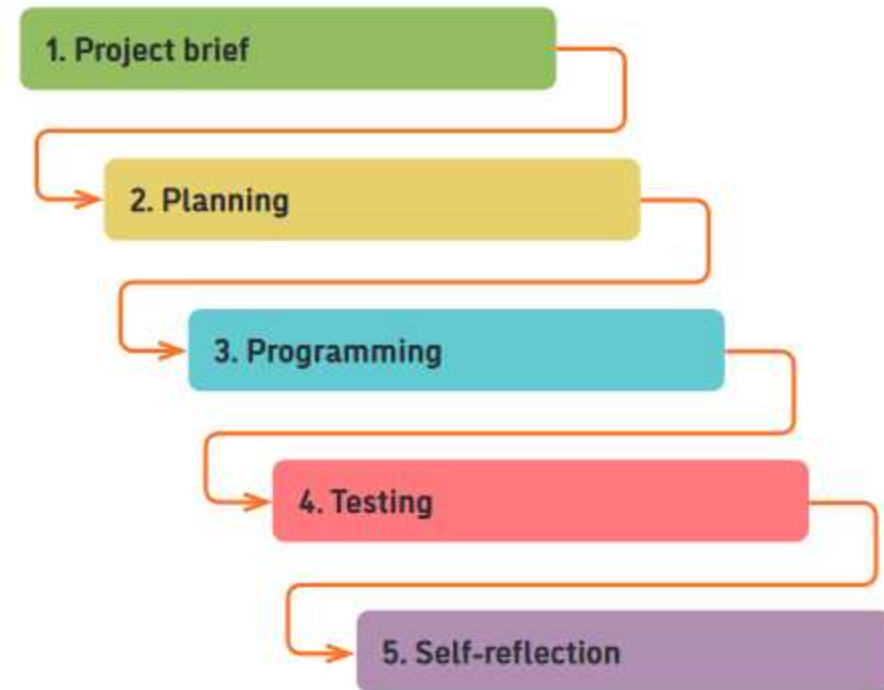 1. Project brief
2. Planning
3. Programming
4. Testing
5. Self-reflection